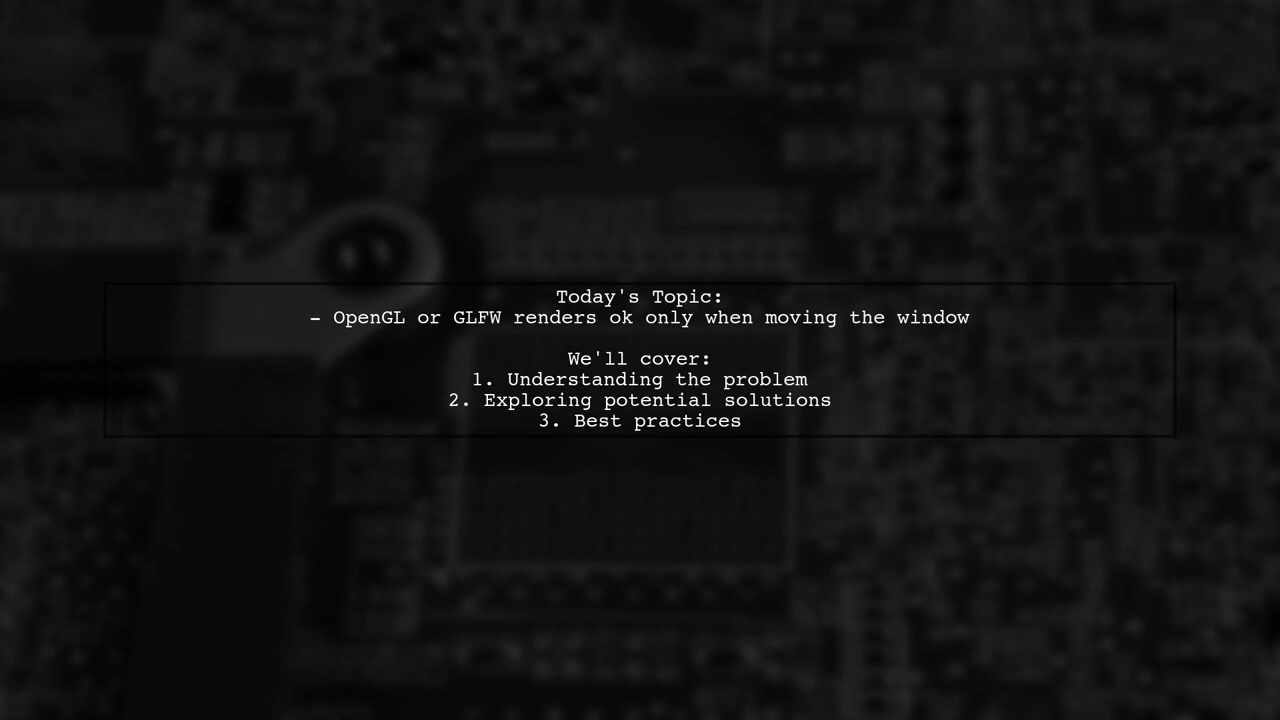 Today's Topic:
- OpenGL or GLFW renders ok only when moving the window
We'll cover:
1. Understanding the problem
2. Exploring potential solutions
3. Best practices